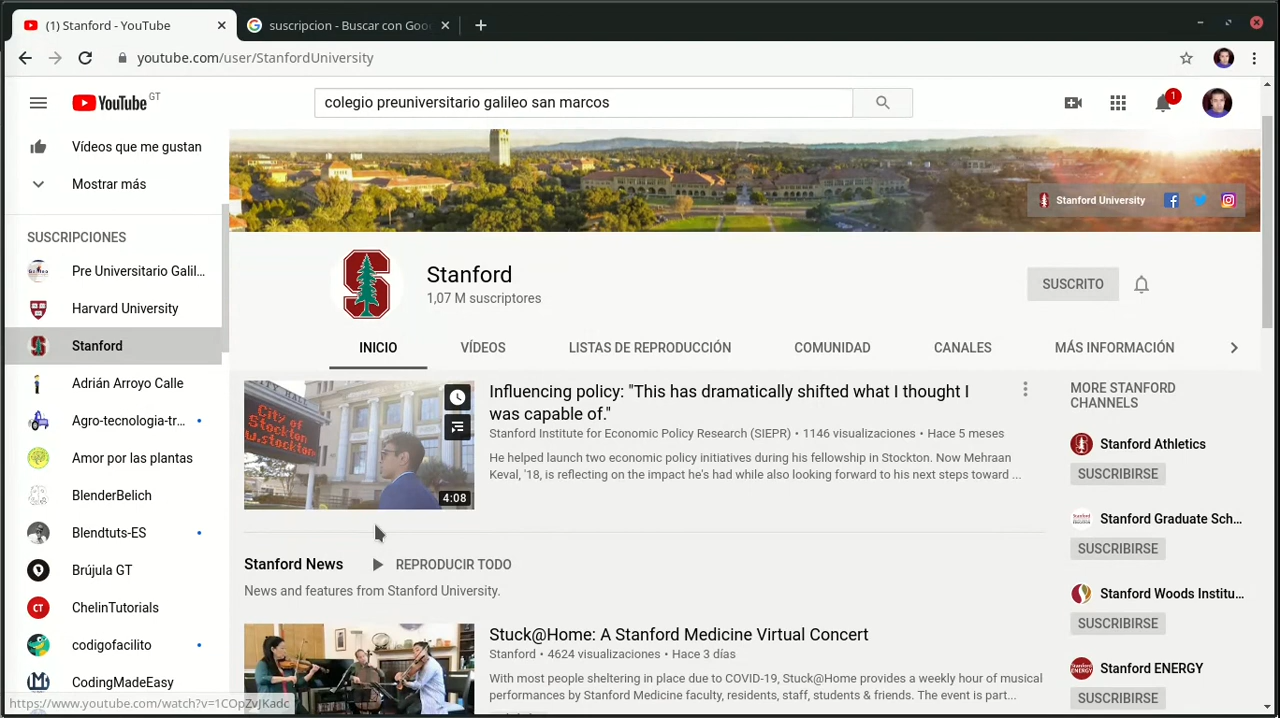 (1) Stanford - YouTube
suscripcion - Buscar con Goo
youtube.com/user/StanfordUniversity
YouTube GT
colegio preuniversitario galileo san marcos
1
Vídeos que me gustan
Mostrar más
SUSCRIPCIONES
Pre Universitario Galil...
Harvard University
Stanford
Adrián Arroyo Calle
Agro-tecnologia-tr...
Amor por las plantas
BlenderBelich
Blendtuts-ES
Brújula GT
CT
ChelinTutorials
codigofacilito
CodingMadeEasy
https://www.youtube.com/watch?v=1COpZvJKadc
Stanford University
Stanford
1,07 M suscriptores
SUSCRITO
INICIO
VÍDEOS
LISTAS DE REPRODUCCIÓN
COMUNIDAD
CANALES
MÁS INFORMACIÓN
CITY HALL
City of
Stockton
w.stockton
4:08
Influencing policy: "This has dramatically shifted what I thought I
was capable of."
Stanford Institute for Economic Policy Research (SIEPR) • 1146 visualizaciones • Hace 5 meses
He helped launch two economic policy initiatives during his fellowship in Stockton. Now Mehraan
Keval, '18, is reflecting on the impact he's had while also looking forward to his next steps toward ...
Stanford News
REPRODUCIR TODO
News and features from Stanford University.
Stuck@Home: A Stanford Medicine Virtual Concert
Stanford • 4624 visualizaciones • Hace 3 días
With most people sheltering in place due to COVID-19, Stuck@Home provides a weekly hour of musical
performances by Stanford Medicine faculty, residents, staff, students & friends. The event is part...
MORE STANFORD
CHANNELS
Stanford Athletics
SUSCRIBIRSE
Stanford Graduate Sch...
SUSCRIBIRSE
Stanford Woods Institu...
SUSCRIBIRSE
Stanford ENERGY
SUSCRIBIRSE